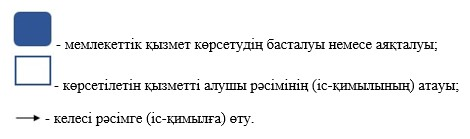 - мемлекеттік қызмет көрсетудің басталуы немесе аяқталуы;
- көрсетілетін қызметті алушы рәсімінің (іс-қимылының) атауы;
- келесі рәсімге (іс-қимылға) өту.